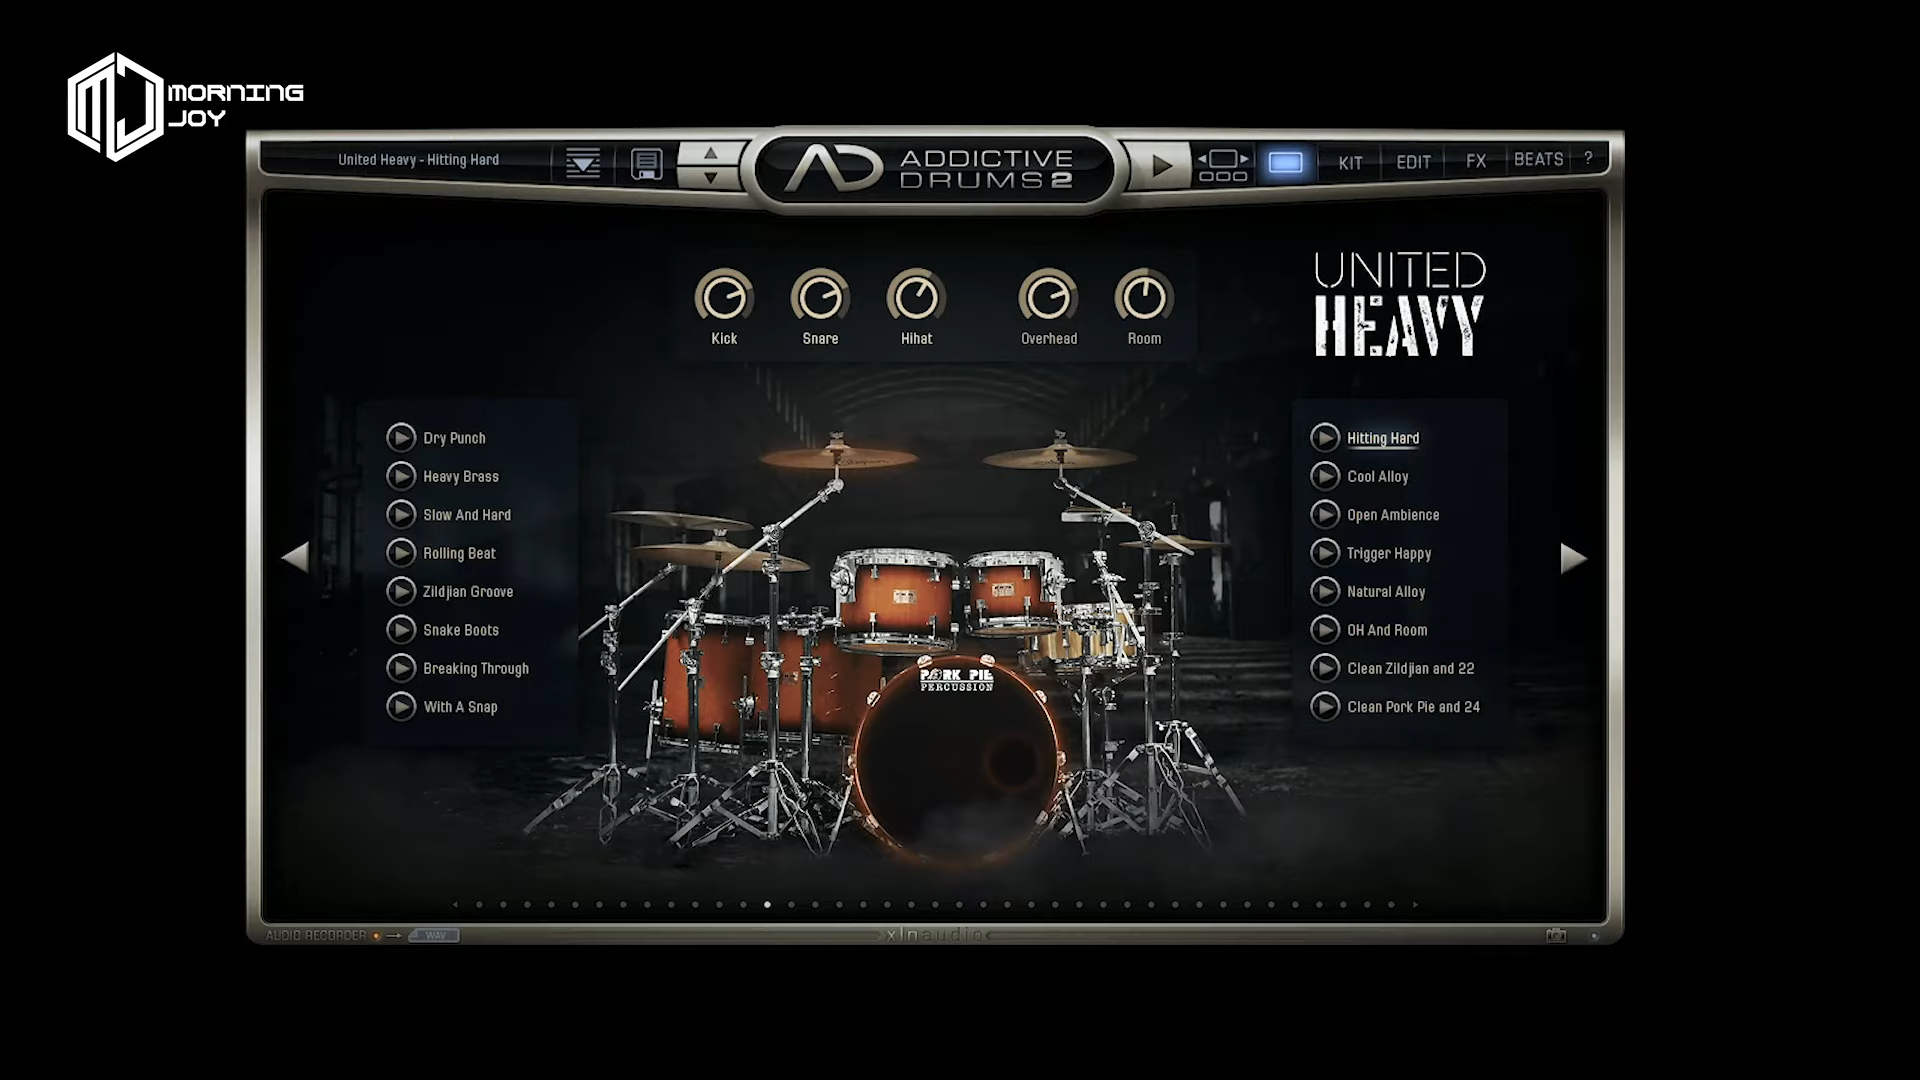 MORNING
JOY
United Heavy - Hitting Hard
ADDICTIVE
DRUMS 2
KIT
EDIT
FX
BEATS
?
Kick
Snare
Hihat
Overhead
Room
UNITED
HEAVY
Dry Punch
Heavy Brass
Slow And Hard
Rolling Beat
Zildjian Groove
Snake Boots
Breaking Through
With A Snap
Hitting Hard
Cool Alloy
Open Ambience
Trigger Happy
Natural Alloy
OH And Room
Clean Zildjian and 22
Clean Pork Pie and 24
PORK PIE
PERCUSSION
AUDIO RECORDER
WAV
xlnaudio